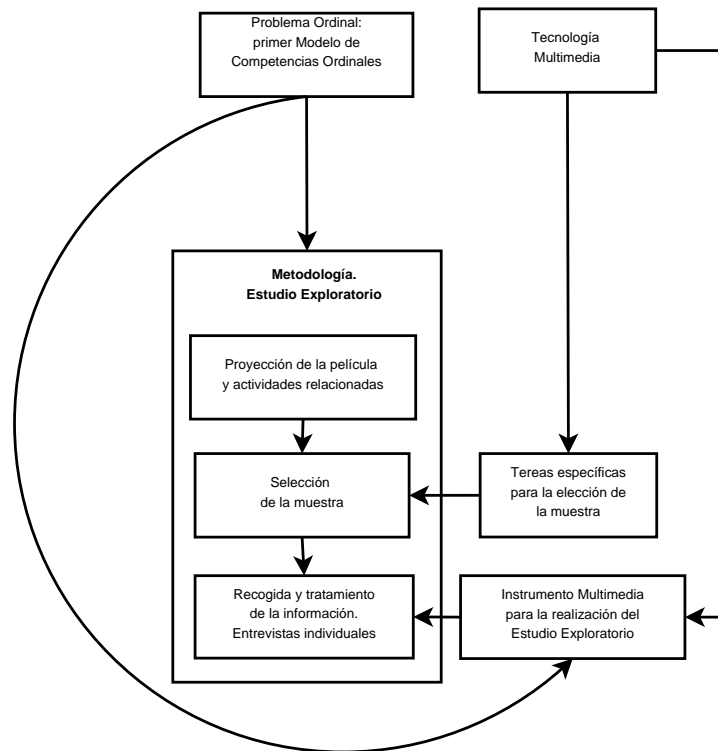 Problema Ordinal:
primer Modelo de
Competencias Ordinales
Tecnología
Multimedia
Metodología.
Estudio Exploratorio
Proyección de la película
y actividades relacionadas
Selección
de la muestra
Tereas específicas
para la elección de
la muestra
Recogida y tratamiento
de la información.
Entrevistas individuales
Instrumento Multimedia
para la realización del
Estudio Exploratorio